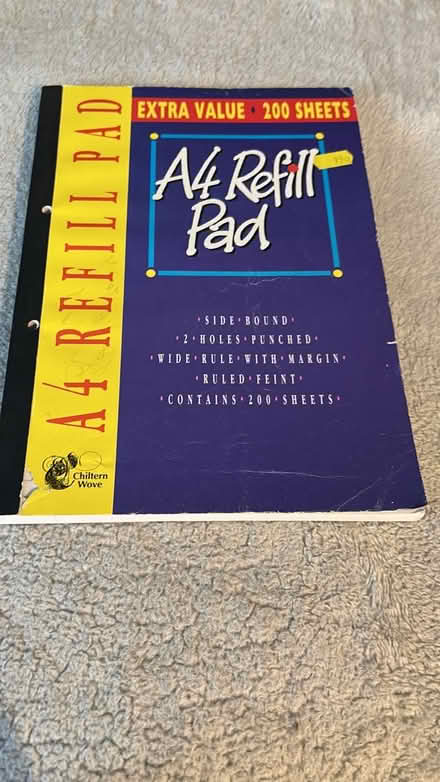 EXTRA VALUE • 200 SHEETS
A4 REFILL PAD
A4 Refill
Pad
• SIDE • BOUND •
• 2 • HOLES • PUNCHED •
• WIDE • RULE • WITH • MARGIN •
• RULED • FEINT •
• CONTAINS • 200 • SHEETS •
Chiltern
Wove